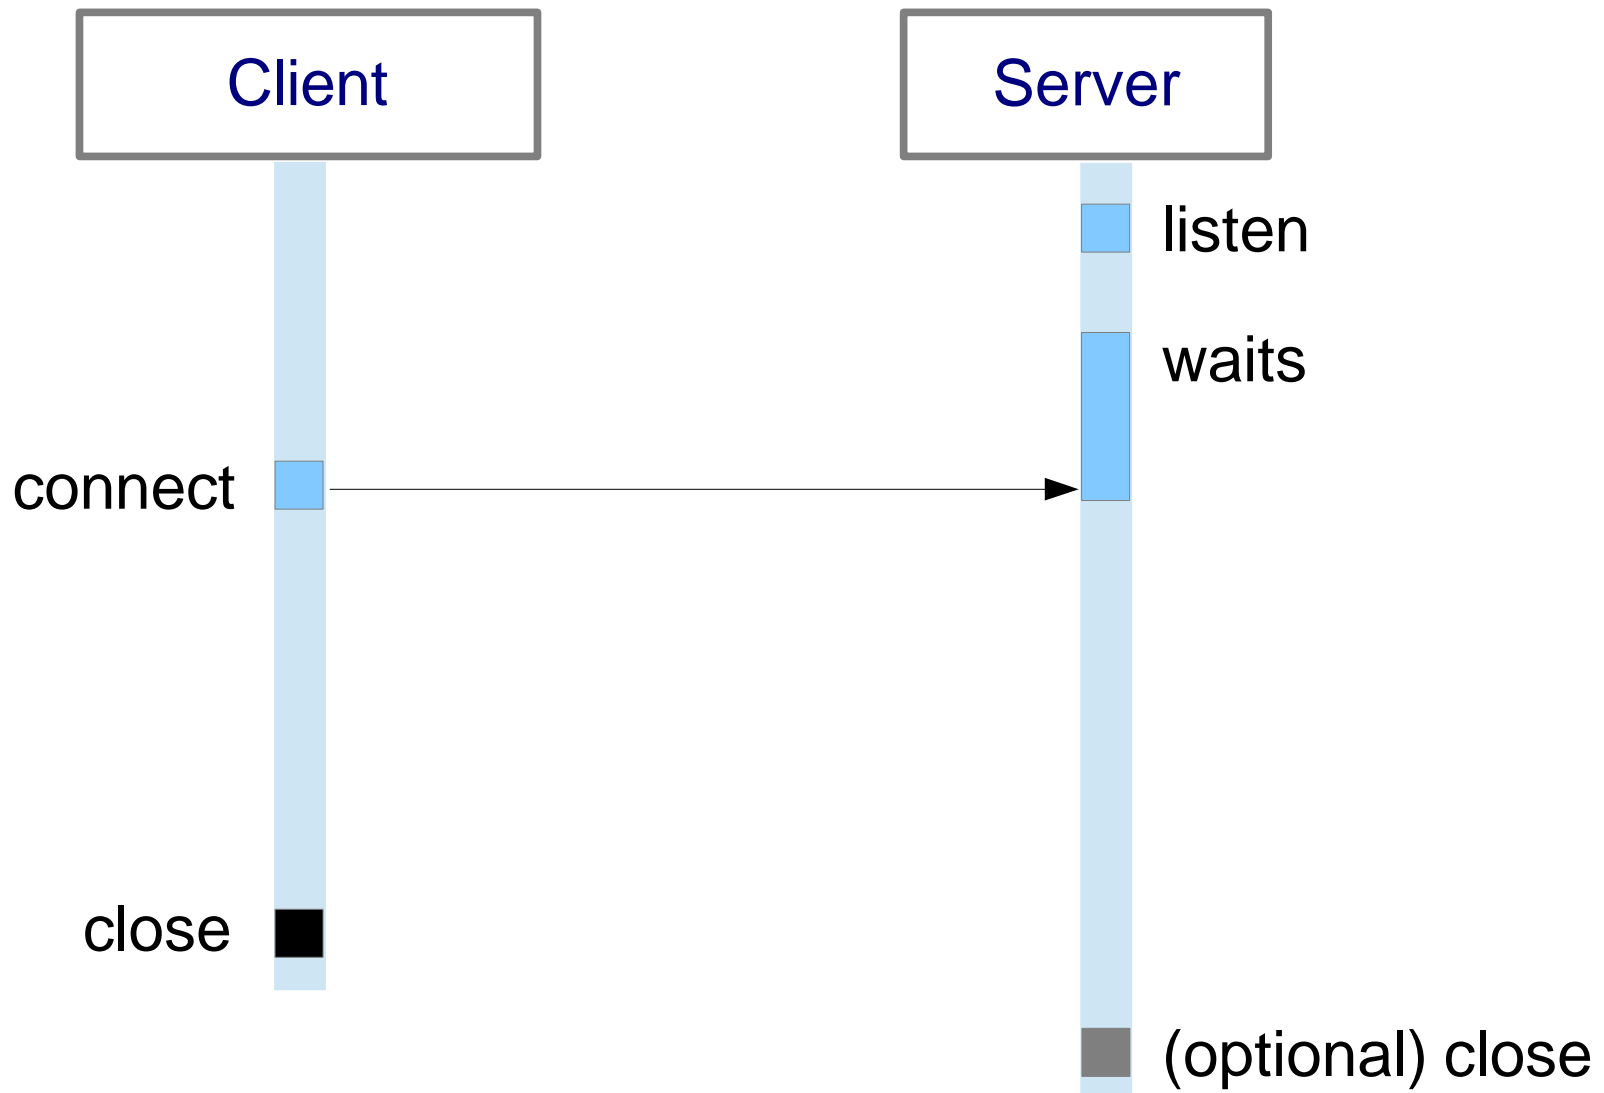 Client
Server
listen
waits
connect
close
(optional) close